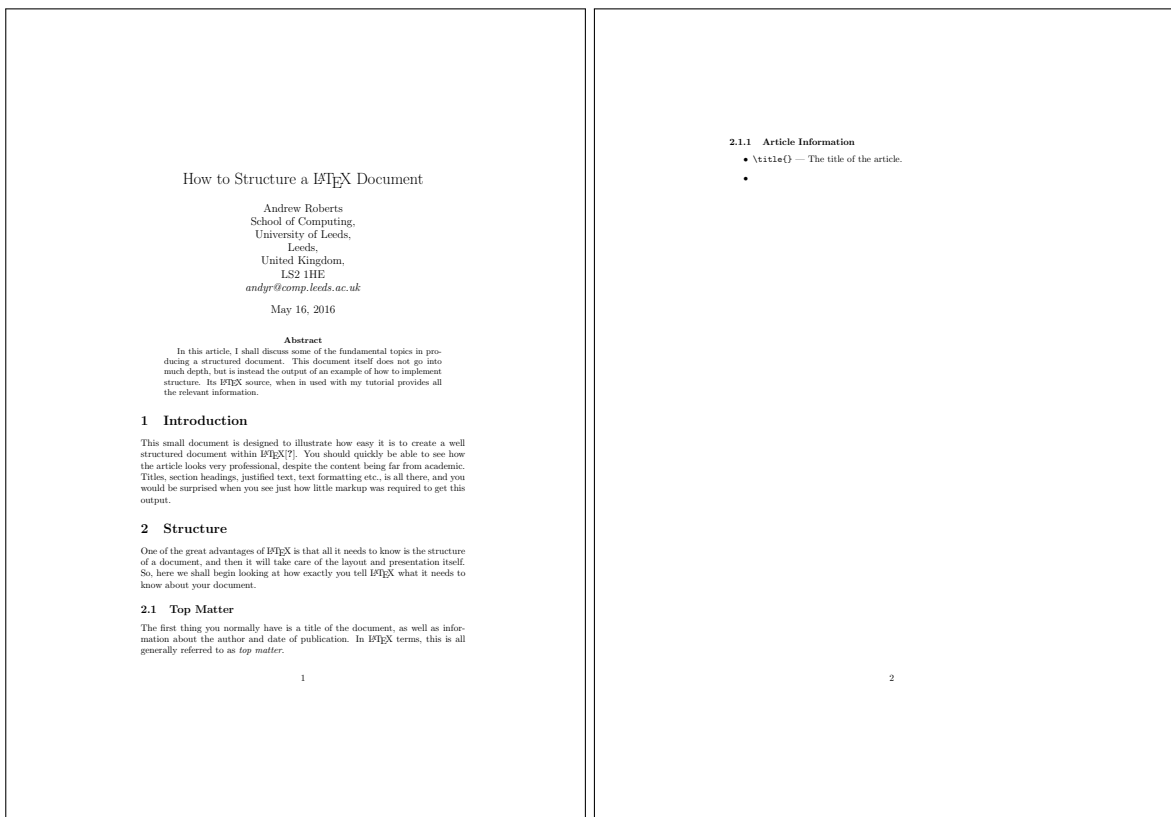 How to Structure a LATEX Document
Andrew Roberts
School of Computing,
University of Leeds,
Leeds,
United Kingdom,
LS2 1HE
andyr@comp.leeds.ac.uk
May 16, 2016
Abstract
In this article, I shall discuss some of the fundamental topics in pro-
ducing a structured document. This document itself does not go into
much depth, but is instead the output of an example of how to implement
structure. Its LATEX source, when in used with my tutorial provides all
the relevant information.
1 Introduction
This small document is designed to illustrate how easy it is to create a well
structured document within LATEX[?]. You should quickly be able to see how
the article looks very professional, despite the content being far from academic.
Titles, section headings, justified text, text formatting etc., is all there, and you
would be surprised when you see just how little markup was required to get this
output.
2 Structure
One of the great advantages of LATEX is that all it needs to know is the structure
of a document, and then it will take care of the layout and presentation itself.
So, here we shall begin looking at how exactly you tell LATEX what it needs to
know about your document.
2.1 Top Matter
The first thing you normally have is a title of the document, as well as infor-
mation about the author and date of publication. In LATEX terms, this is all
generally referred to as top matter.
1
2.1.1 Article Information
• \title{} — The title of the article.
•
2